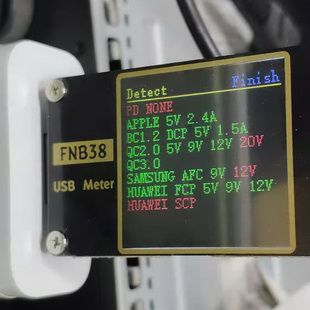 FNB38
USB Meter
Detect Finish
PD NONE
APPLE 5V 2.4A
BC1.2 DCP 5V 1.5A
QC2.0 5V 9V 12V 20V
QC3.0
SAMSUNG AFC 9V 12V
HUAWEI FCP 5V 9V 12V
HUAWEI SCP